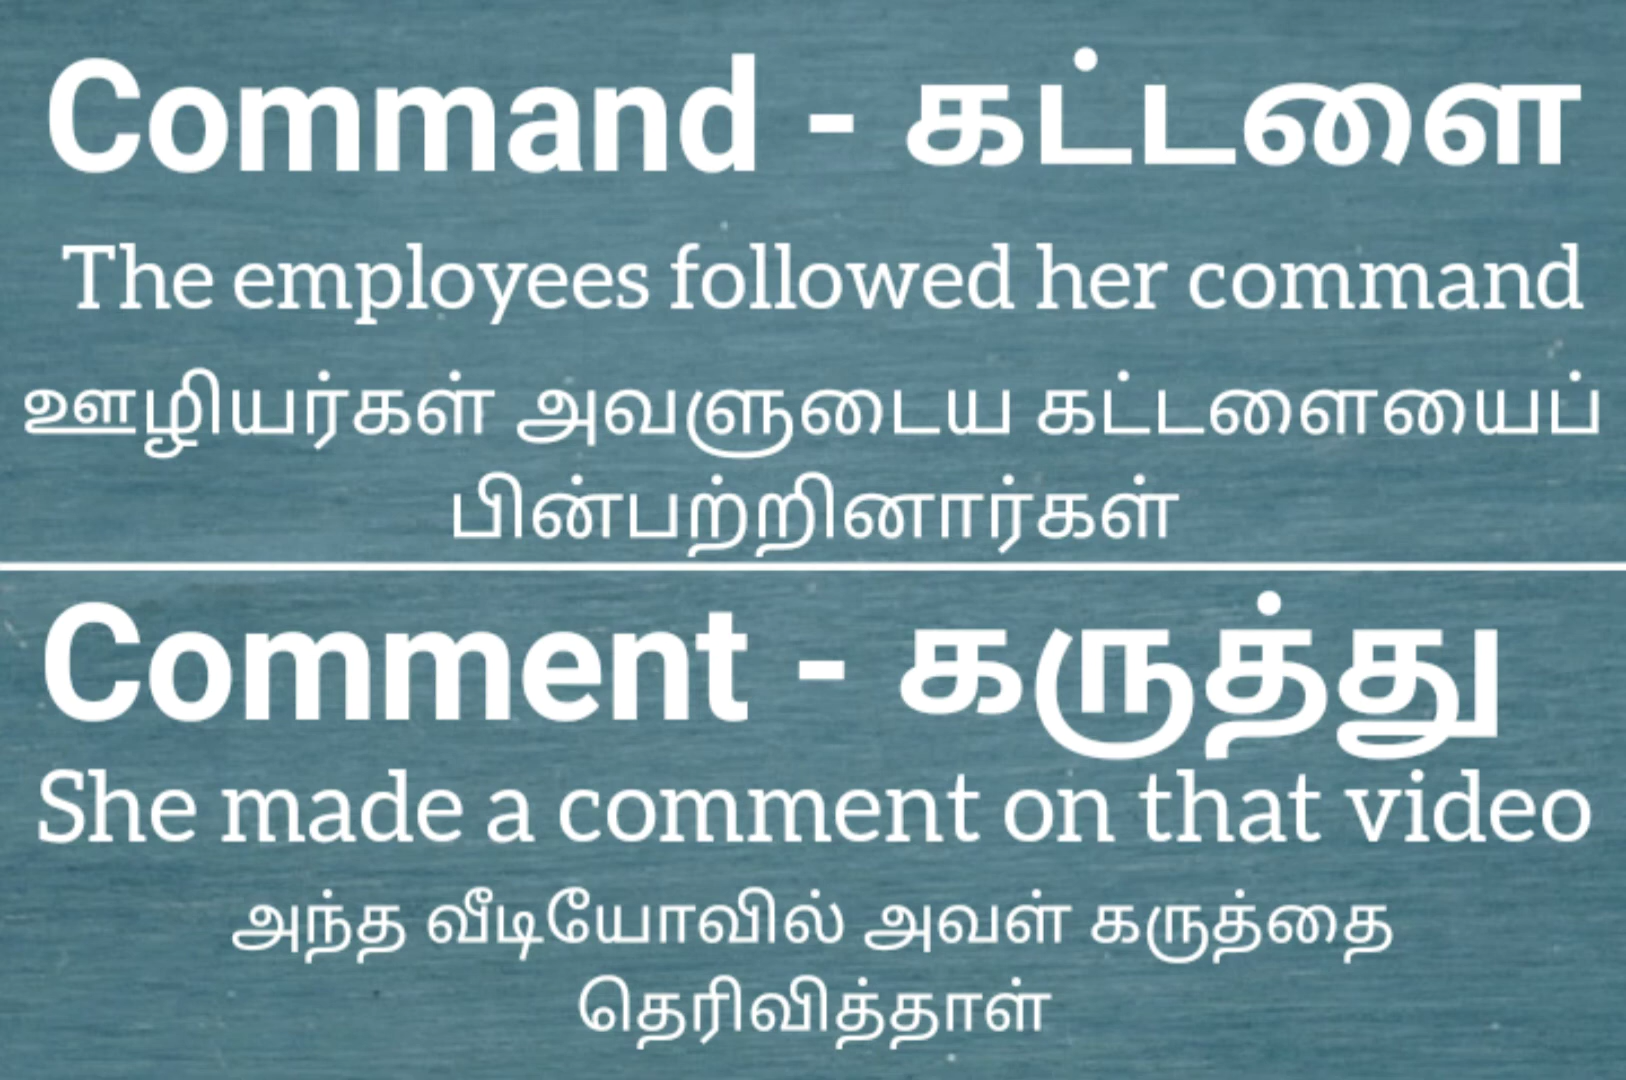 Command - கட்டளை
The employees followed her command
ஊழியர்கள் அவளுடைய கட்டளையைப்
பின்பற்றினார்கள்
Comment - கருத்து
She made a comment on that video
அந்த வீடியோவில் அவள் கருத்தை
தெரிவித்தாள்